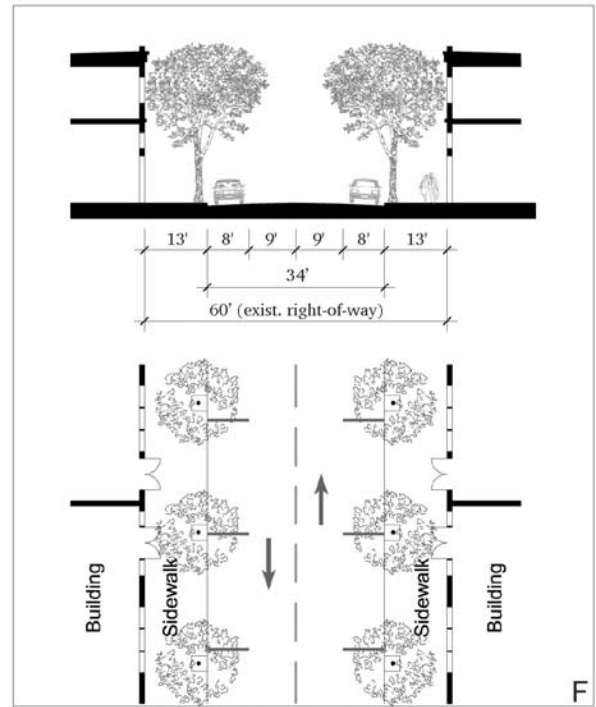 13' 8' 9' 9' 8' 13'
34'
60' (exist. right-of-way)
Building
Sidewalk
Sidewalk
Building
F